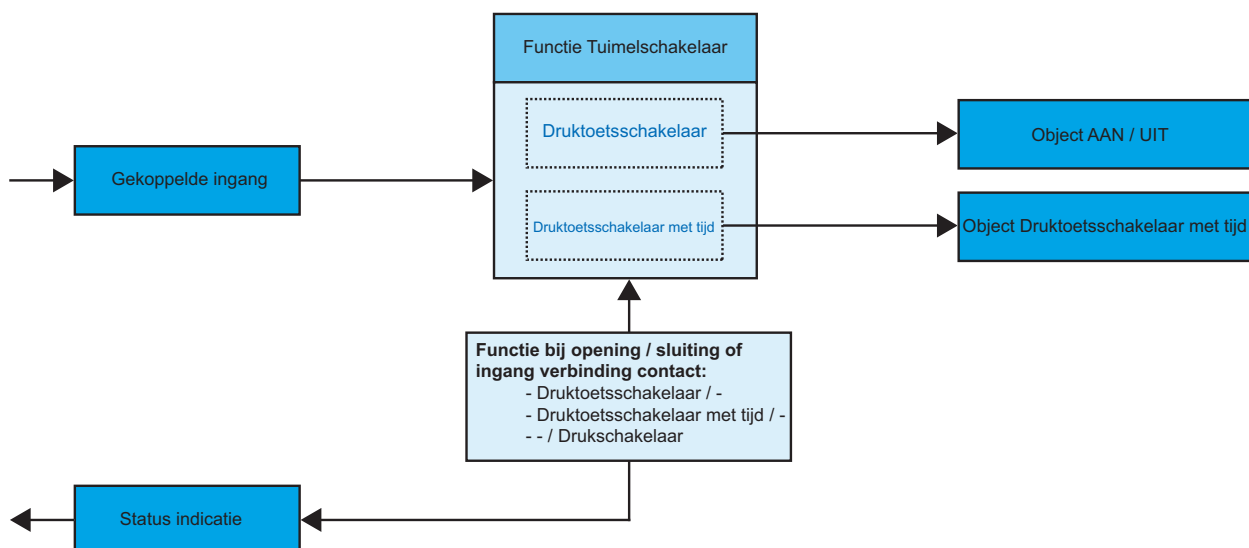 Functie Tuimelschakelaar
Druktoetsschakelaar
Object AAN / UIT
Gekoppelde ingang
Druktoetsschakelaar met tijd
Object Druktoetsschakelaar met tijd
Functie bij opening / sluiting of
ingang verbinding contact:
- Druktoetsschakelaar / -
- Druktoetsschakelaar met tijd / -
- - / Drukschakelaar
Status indicatie